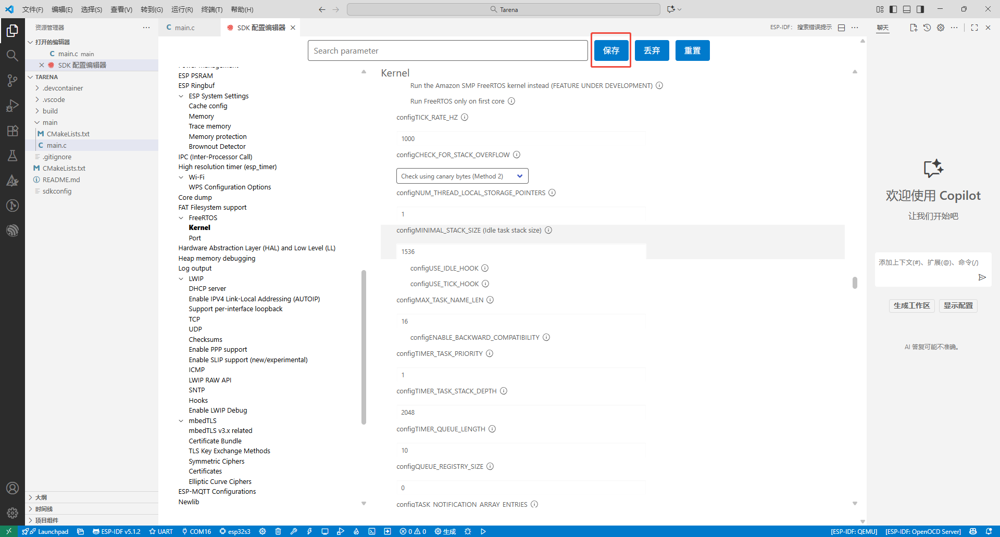 文件(F) 编辑(E) 选择(S) 查看(V) 转到(G) 运行(R) 终端(T) 帮助(H)
Tarena
资源管理器
打开的编辑器
main.c main
SDK 配置编辑器
TARENA
.devcontainer
.vscode
build
main
CMakeLists.txt
main.c
.gitignore
CMakeLists.txt
README.md
sdkconfig
大纲
时间线
项目组件
main.c
SDK 配置编辑器
ESP-IDF: 搜索错误提示
Search parameter
保存
丢弃
重置
ESP PSRAM
ESP Ringbuf
ESP System Settings
Cache config
Memory
Trace memory
Memory protection
Brownout Detector
IPC (Inter-Processor Call)
High resolution timer (esp_timer)
Wi-Fi
WPS Configuration Options
Core dump
FAT Filesystem support
FreeRTOS
Kernel
Port
Hardware Abstraction Layer (HAL) and Low Level (LL)
Heap memory debugging
Log output
LWIP
DHCP server
Enable IPV4 Link-Local Addressing (AUTOIP)
Support per-interface loopback
TCP
UDP
Checksums
Enable PPP support
Enable SLIP support (new/experimental)
ICMP
LWIP RAW API
SNTP
Hooks
Enable LWIP Debug
mbedTLS
mbedTLS v3.x related
Certificate Bundle
TLS Key Exchange Methods
Symmetric Ciphers
Certificates
Elliptic Curve Ciphers
ESP-MQTT Configurations
Newlib
Kernel
Run the Amazon SMP FreeRTOS kernel instead (FEATURE UNDER DEVELOPMENT)
Run FreeRTOS only on first core
configTICK_RATE_HZ
1000
configCHECK_FOR_STACK_OVERFLOW
Check using canary bytes (Method 2)
configNUM_THREAD_LOCAL_STORAGE_POINTERS
1
configMINIMAL_STACK_SIZE (Idle task stack size)
1536
configUSE_IDLE_HOOK
configUSE_TICK_HOOK
configMAX_TASK_NAME_LEN
16
configENABLE_BACKWARD_COMPATIBILITY
configTIMER_TASK_PRIORITY
1
configTIMER_TASK_STACK_DEPTH
2048
configTIMER_QUEUE_LENGTH
10
configQUEUE_REGISTRY_SIZE
0
configTASK_NOTIFICATION_ARRAY_ENTRIES
聊天
欢迎使用 Copilot
让我们开始吧
添加上下文(#)、扩展(@)、命令(/)
生成工作区 显示配置
AI 答复可能不准确。
Launchpad ESP-IDF v5.1.2 UART COM16 esp32s3 0 0 生成 [ESP-IDF: QEMU] [ESP-IDF: OpenOCD Server]